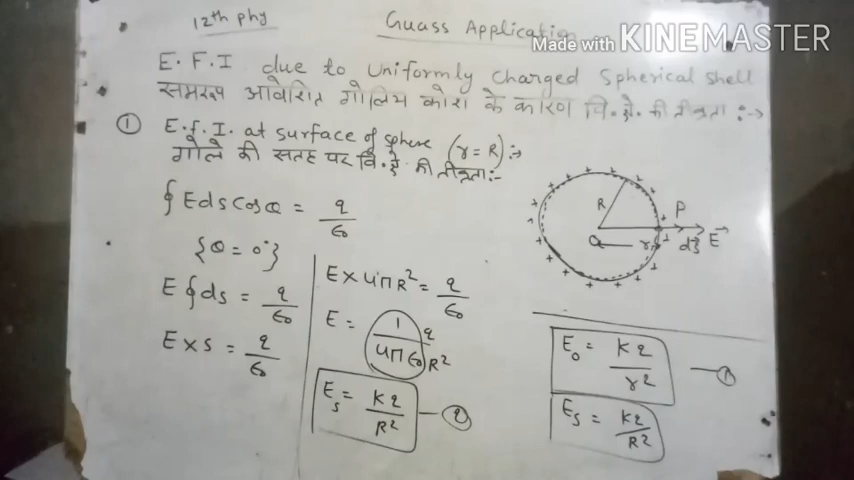 12th phy
Guass Application
Made with KINEMASTER
E.F.I due to Uniformly Charged Spherical shell
समरूप आवेशित गोलिय कोश के कारण वि.क्षे. की तीव्रता :→
① E.f.I. at surface of sphere (r = R) :→
गोले की सतह पर वि.क्षे. की तीव्रता:-
∮ E ds cos θ = q/ε0
{θ = 0°}
E ∮ ds = q/ε0
E × s = q/ε0
E × 4πR² = q/ε0
E = 1/4πε0 q/R²
Es = Kq/R² — ②
R
P
r
ds E→
E0 = Kq/r² — ①
Es = Kq/R²